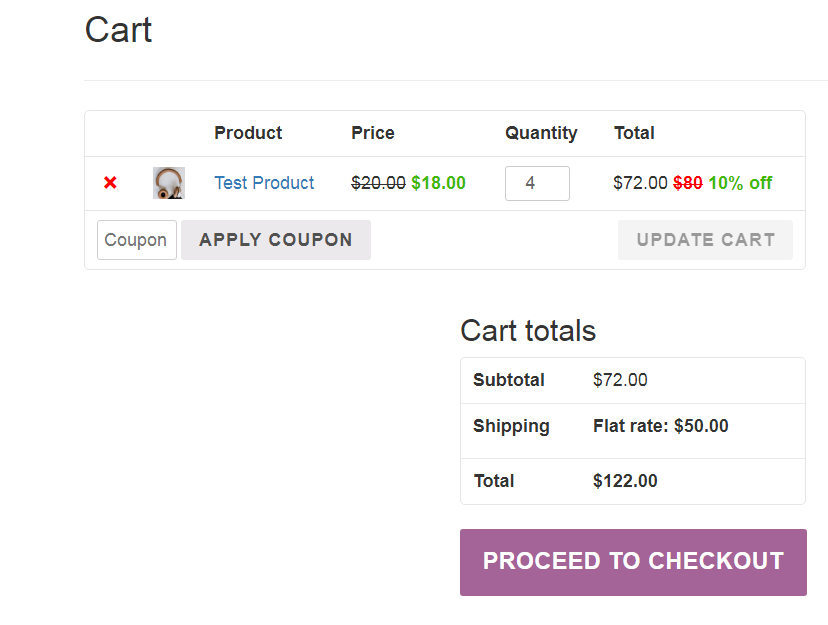 Cart
Product Price Quantity Total
× Test Product $20.00 $18.00 4 $72.00 $80 10% off
Coupon APPLY COUPON UPDATE CART
Cart totals
Subtotal $72.00
Shipping Flat rate: $50.00
Total $122.00
PROCEED TO CHECKOUT